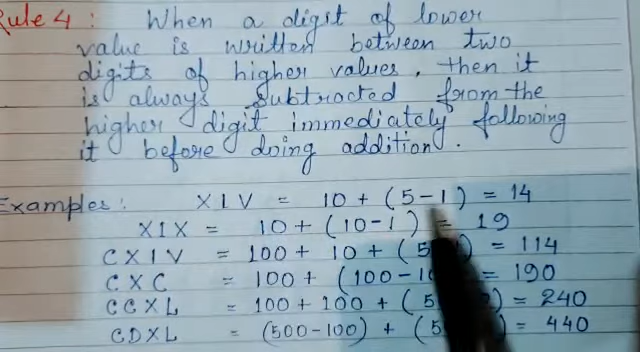 Rule 4: When a digit of lower
value is written between two
digits of higher values, then it
is always subtracted from the
higher digit immediately following
it before doing addition.
Examples: XIV = 10 + (5-1) = 14
XIX = 10 + (10-1) = 19
CXIV = 100 + 10 + (5 = 114
CXC = 100 + (100 - 10 = 190
CCXL = 100 + 100 + (5 ) = 240
CDXL = (500-100) + (5 ) = 440